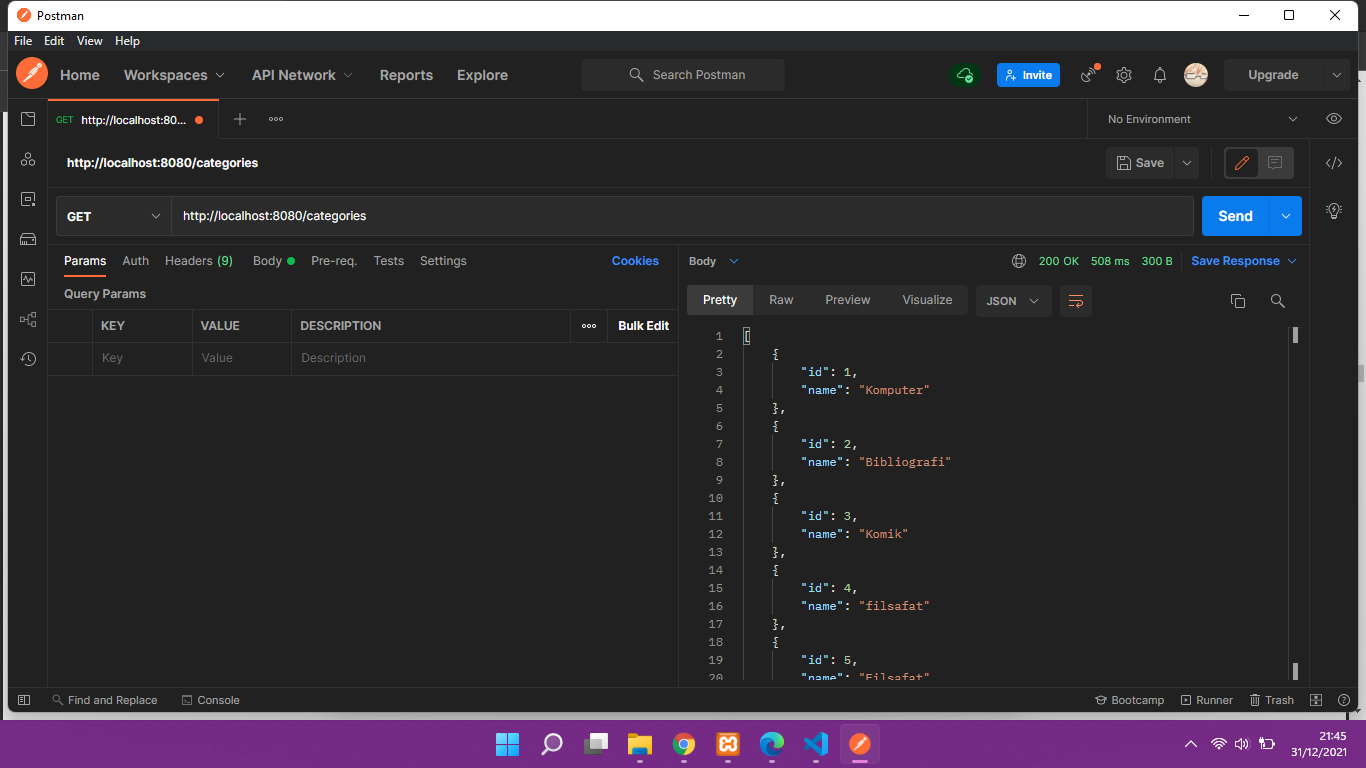 Postman
File Edit View Help
Home Workspaces API Network Reports Explore Search Postman Invite Upgrade
GET http://localhost:80... No Environment
http://localhost:8080/categories Save
GET http://localhost:8080/categories Send
Params Auth Headers (9) Body Pre-req. Tests Settings Cookies
Body 200 OK 508 ms 300 B Save Response
Query Params
Pretty Raw Preview Visualize JSON
KEY VALUE DESCRIPTION Bulk Edit
Key Value Description
1 [
2 {
3 "id": 1,
4 "name": "Komputer"
5 },
6 {
7 "id": 2,
8 "name": "Bibliografi"
9 },
10 {
11 "id": 3,
12 "name": "Komik"
13 },
14 {
15 "id": 4,
16 "name": "filsafat"
17 },
18 {
19 "id": 5,
20 "name": "Filsafat"
Find and Replace Console Bootcamp Runner Trash
21:45
31/12/2021